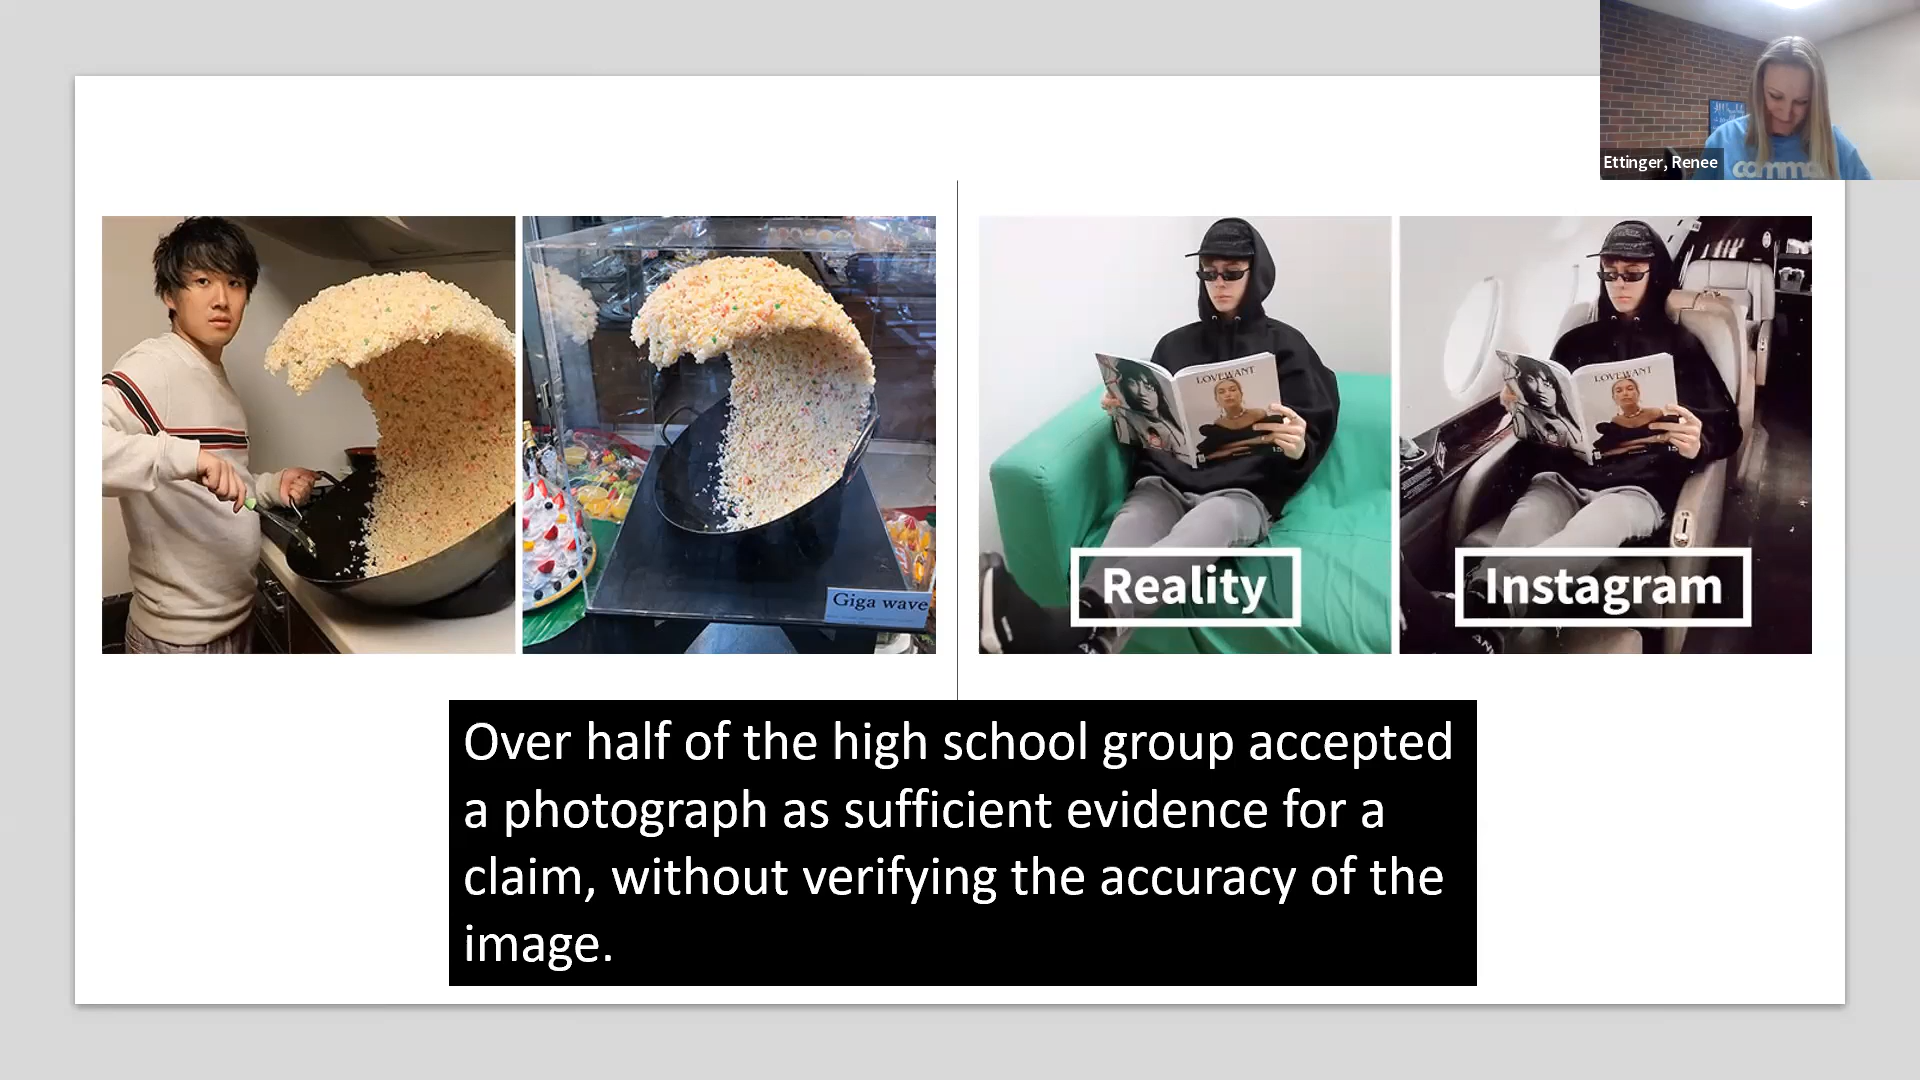 Ettinger, Renee
comm
LOVEWANT
LOVEWANT
Giga wave
Reality
Instagram
Over half of the high school group accepted
a photograph as sufficient evidence for a
claim, without verifying the accuracy of the
image.